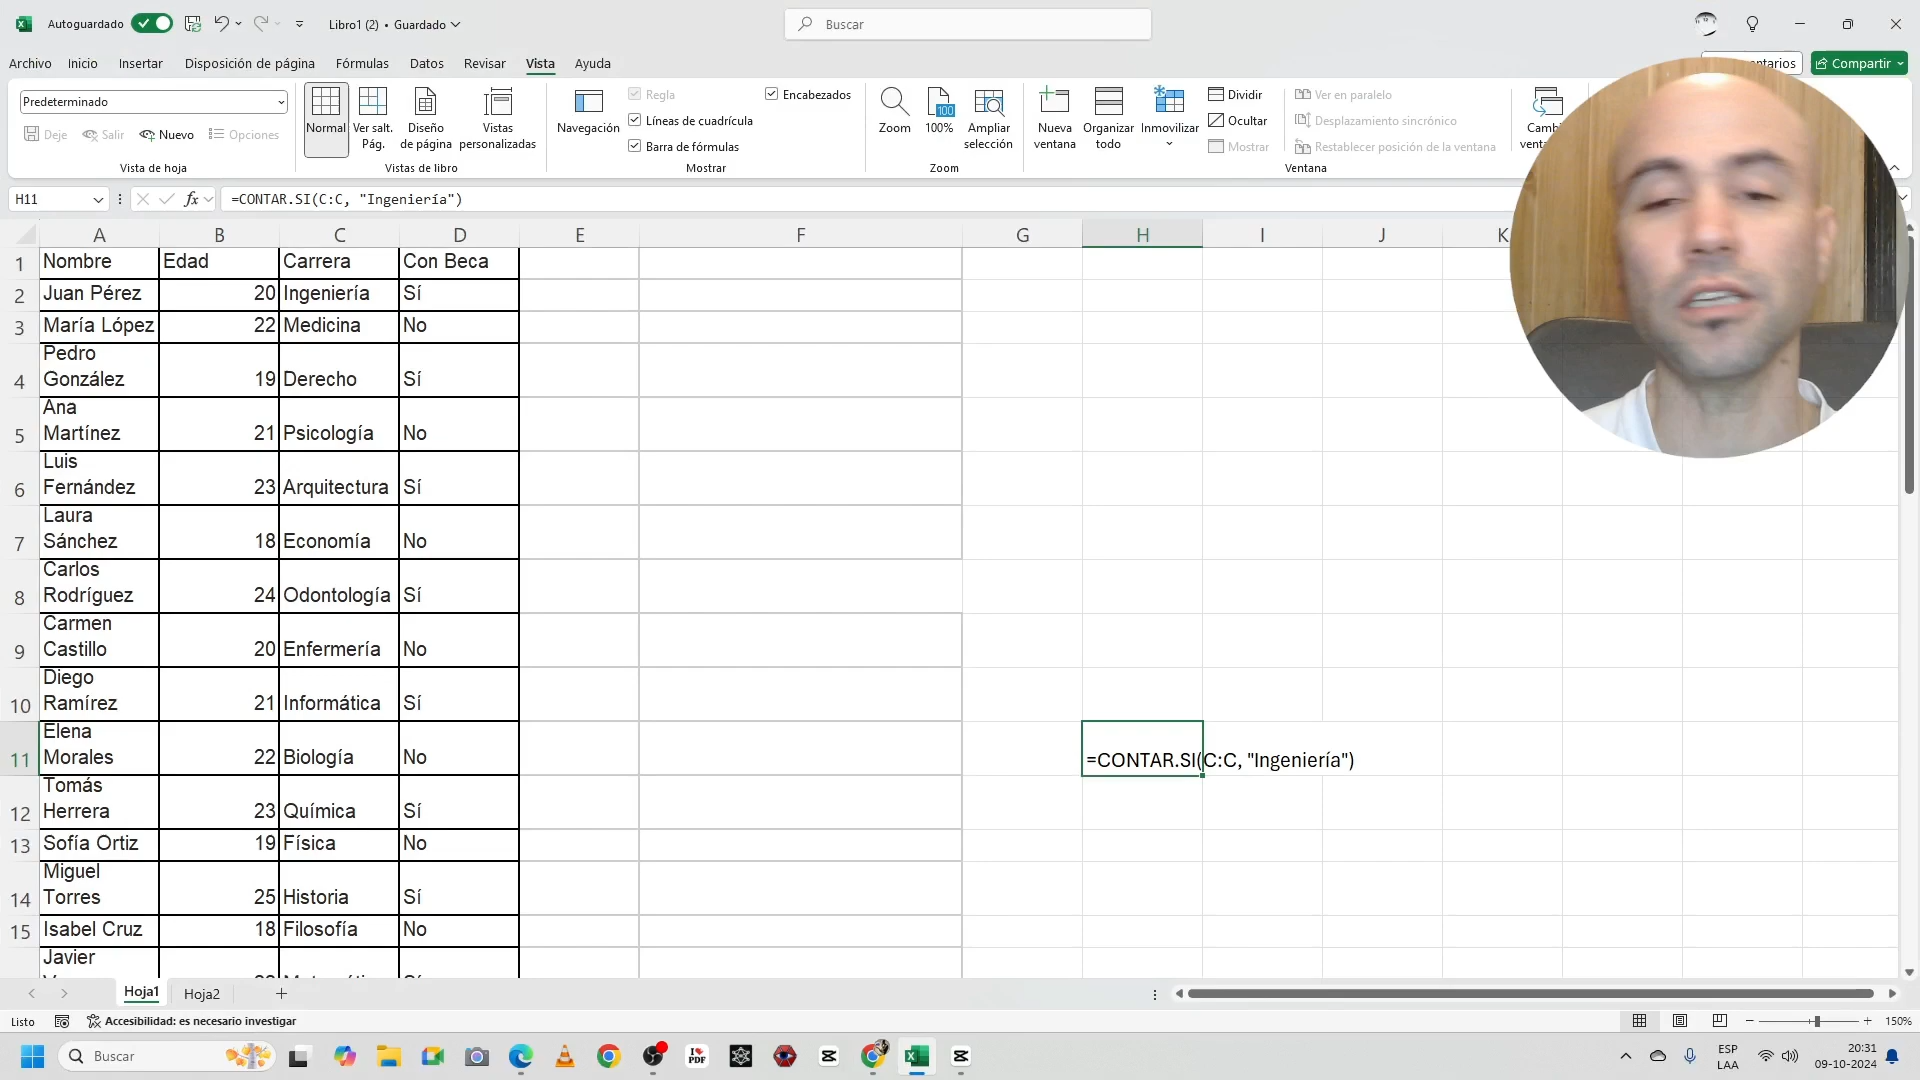 Autoguardado
Libro1 (2) • Guardado
Buscar
Archivo Inicio Insertar Disposición de página Fórmulas Datos Revisar Vista Ayuda
Compartir
Predeterminado
Deje Salir Nuevo Opciones
Vista de hoja
Normal
Ver salt. Pág.
Diseño de página
Vistas personalizadas
Vistas de libro
Navegación
Regla
Líneas de cuadrícula
Barra de fórmulas
Encabezados
Mostrar
Zoom
100
100%
Ampliar selección
Zoom
Nueva ventana
Organizar todo
Inmovilizar
Dividir
Ocultar
Mostrar
Ver en paralelo
Desplazamiento sincrónico
Restablecer posición de la ventana
Ventana
H11
fx
=CONTAR.SI(C:C, "Ingeniería")
A B C D E F G H I J K
1 Nombre Edad Carrera Con Beca
2 Juan Pérez 20 Ingeniería Sí
3 María López 22 Medicina No
4 Pedro González 19 Derecho Sí
5 Ana Martínez 21 Psicología No
6 Luis Fernández 23 Arquitectura Sí
7 Laura Sánchez 18 Economía No
8 Carlos Rodríguez 24 Odontología Sí
9 Carmen Castillo 20 Enfermería No
10 Diego Ramírez 21 Informática Sí
11 Elena Morales 22 Biología No =CONTAR.SI(C:C, "Ingeniería")
12 Tomás Herrera 23 Química Sí
13 Sofía Ortiz 19 Física No
14 Miguel Torres 25 Historia Sí
15 Isabel Cruz 18 Filosofía No
Javier
Hoja1 Hoja2
Listo
Accesibilidad: es necesario investigar
150%
Buscar
I PDF
ESP
LAA
20:31
09-10-2024